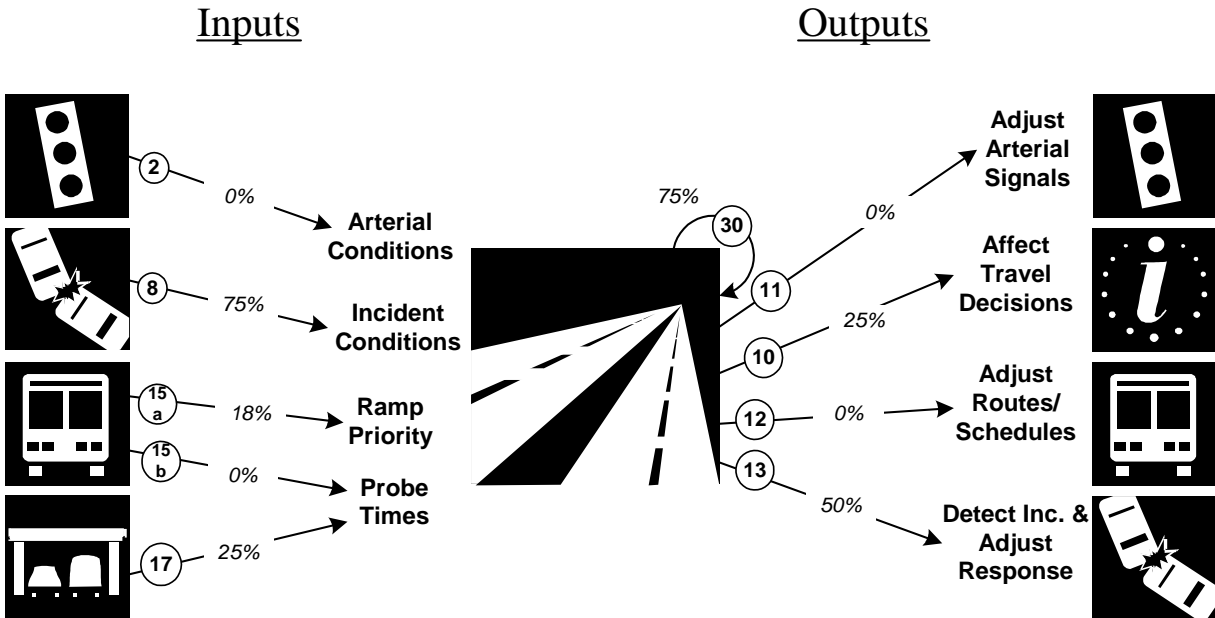 Inputs
Outputs
2
0%
Arterial
Conditions
8
75%
Incident
Conditions
15
a
18%
Ramp
Priority
15
b
0%
Probe
Times
17
25%
75%
30
11
0%
Adjust
Arterial
Signals
10
25%
Affect
Travel
Decisions
i
12
0%
Adjust
Routes/
Schedules
13
50%
Detect Inc. &
Adjust
Response